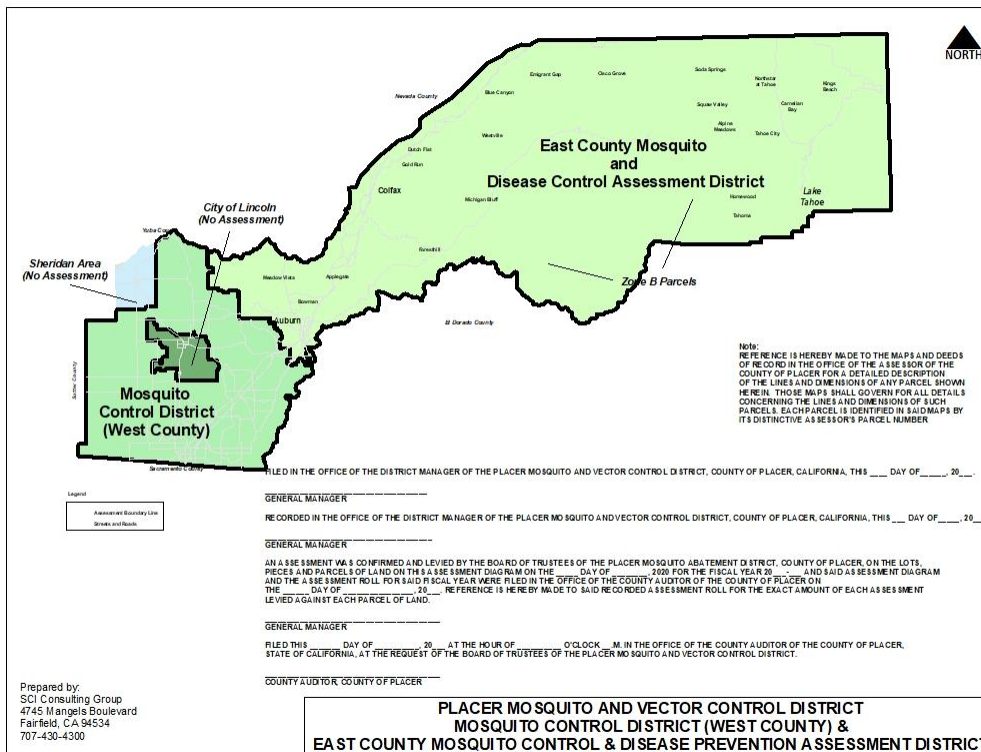 NORTH
Nevada County
Emigrant Gap
Cisco Grove
Soda Springs
Northstar
at Tahoe
Kings
Beach
Blue Canyon
Squaw Valley
Carnelian
Bay
Alpine
Meadows
Tahoe City
Westville
Dutch Flat
Gold Run
East County Mosquito
and
Disease Control Assessment District
Colfax
Michigan Bluff
Homewood
Lake
Tahoe
Tahoma
City of Lincoln
(No Assessment)
Yuba County
Foresthill
Sheridan Area
(No Assessment)
Meadow Vista
Applegate
Zone B Parcels
Bowman
Auburn
El Dorado County
Sutter County
Mosquito
Control District
(West County)
Sacramento County
Note:
REFERENCE IS HEREBY MADE TO THE MAPS AND DEEDS
OF RECORD IN THE OFFICE OF THE ASSESSOR OF THE
COUNTY OF PLACER FOR A DETAILED DESCRIPTION
OF THE LINES AND DIMENSIONS OF ANY PARCEL SHOWN
HEREIN. THOSE MAPS SHALL GOVERN FOR ALL DETAILS
CONCERNING THE LINES AND DIMENSIONS OF SUCH
PARCELS. EACH PARCEL IS IDENTIFIED IN SAID MAPS BY
ITS DISTINCTIVE ASSESSOR'S PARCEL NUMBER
Legend
Assessment Boundary Line
Streets and Roads
FILED IN THE OFFICE OF THE DISTRICT MANAGER OF THE PLACER MOSQUITO AND VECTOR CONTROL DISTRICT, COUNTY OF PLACER, CALIFORNIA, THIS ____ DAY OF______, 20___.
GENERAL MANAGER
RECORDED IN THE OFFICE OF THE DISTRICT MANAGER OF THE PLACER MOSQUITO AND VECTOR CONTROL DISTRICT, COUNTY OF PLACER, CALIFORNIA, THIS ___ DAY OF_____, 20__
GENERAL MANAGER
AN ASSESSMENT WAS CONFIRMED AND LEVIED BY THE BOARD OF TRUSTEES OF THE PLACER MOSQUITO ABATEMENT DISTRICT, COUNTY OF PLACER, ON THE LOTS,
PIECES AND PARCELS OF LAND ON THIS ASSESSMENT DIAGRAM ON THE _____ DAY OF ________, 2020 FOR THE FISCAL YEAR 20___-___ AND SAID ASSESSMENT DIAGRAM
AND THE ASSESSMENT ROLL FOR SAID FISCAL YEAR WERE FILED IN THE OFFICE OF THE COUNTY AUDITOR OF THE COUNTY OF PLACER ON
THE ______ DAY OF ________________, 20___. REFERENCE IS HEREBY MADE TO SAID RECORDED ASSESSMENT ROLL FOR THE EXACT AMOUNT OF EACH ASSESSMENT
LEVIED AGAINST EACH PARCEL OF LAND.
GENERAL MANAGER
FILED THIS _______ DAY OF __________, 20___ AT THE HOUR OF __________ O'CLOCK __.M. IN THE OFFICE OF THE COUNTY AUDITOR OF THE COUNTY OF PLACER,
STATE OF CALIFORNIA, AT THE REQUEST OF THE BOARD OF TRUSTEES OF THE PLACER MOSQUITO AND VECTOR CONTROL DISTRICT.
COUNTY AUDITOR, COUNTY OF PLACER
Prepared by:
SCI Consulting Group
4745 Mangels Boulevard
Fairfield, CA 94534
707-430-4300
PLACER MOSQUITO AND VECTOR CONTROL DISTRICT
MOSQUITO CONTROL DISTRICT (WEST COUNTY) &
EAST COUNTY MOSQUITO CONTROL & DISEASE PREVENTION ASSESSMENT DISTRICT